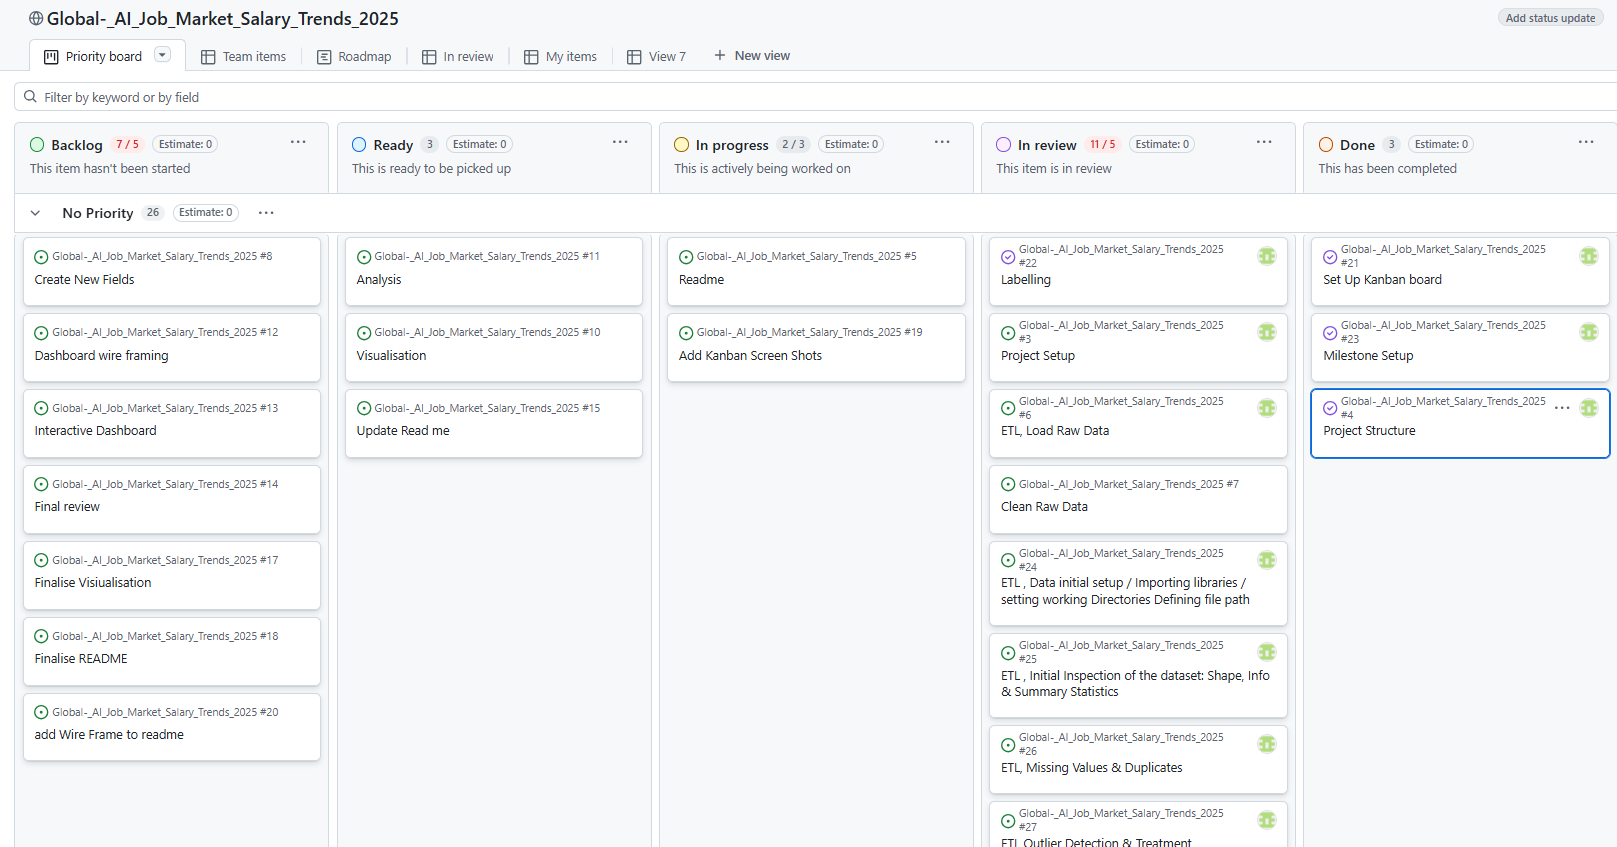 Global-_AI_Job_Market_Salary_Trends_2025
Add status update
Priority board
Team items
Roadmap
In review
My items
View 7
New view
Filter by keyword or by field
Backlog 7 / 5 Estimate: 0
This item hasn't been started
Ready 3 Estimate: 0
This is ready to be picked up
In progress 2 / 3 Estimate: 0
This is actively being worked on
In review 11 / 5 Estimate: 0
This item is in review
Done 3 Estimate: 0
This has been completed
No Priority 26 Estimate: 0
Global-_AI_Job_Market_Salary_Trends_2025 #8
Create New Fields
Global-_AI_Job_Market_Salary_Trends_2025 #12
Dashboard wire framing
Global-_AI_Job_Market_Salary_Trends_2025 #13
Interactive Dashboard
Global-_AI_Job_Market_Salary_Trends_2025 #14
Final review
Global-_AI_Job_Market_Salary_Trends_2025 #17
Finalise Visiualisation
Global-_AI_Job_Market_Salary_Trends_2025 #18
Finalise README
Global-_AI_Job_Market_Salary_Trends_2025 #20
add Wire Frame to readme
Global-_AI_Job_Market_Salary_Trends_2025 #11
Analysis
Global-_AI_Job_Market_Salary_Trends_2025 #10
Visualisation
Global-_AI_Job_Market_Salary_Trends_2025 #15
Update Read me
Global-_AI_Job_Market_Salary_Trends_2025 #5
Readme
Global-_AI_Job_Market_Salary_Trends_2025 #19
Add Kanban Screen Shots
Global-_AI_Job_Market_Salary_Trends_2025
#22
Labelling
Global-_AI_Job_Market_Salary_Trends_2025
#3
Project Setup
Global-_AI_Job_Market_Salary_Trends_2025
#6
ETL, Load Raw Data
Global-_AI_Job_Market_Salary_Trends_2025 #7
Clean Raw Data
Global-_AI_Job_Market_Salary_Trends_2025
#24
ETL , Data initial setup / Importing libraries /
setting working Directories Defining file path
Global-_AI_Job_Market_Salary_Trends_2025
#25
ETL , Initial Inspection of the dataset: Shape, Info
& Summary Statistics
Global-_AI_Job_Market_Salary_Trends_2025
#26
ETL, Missing Values & Duplicates
Global-_AI_Job_Market_Salary_Trends_2025
#27
ETL Outlier Detection & Treatment
Global-_AI_Job_Market_Salary_Trends_2025
#21
Set Up Kanban board
Global-_AI_Job_Market_Salary_Trends_2025
#23
Milestone Setup
Global-_AI_Job_Market_Salary_Trends_2025
#4
Project Structure